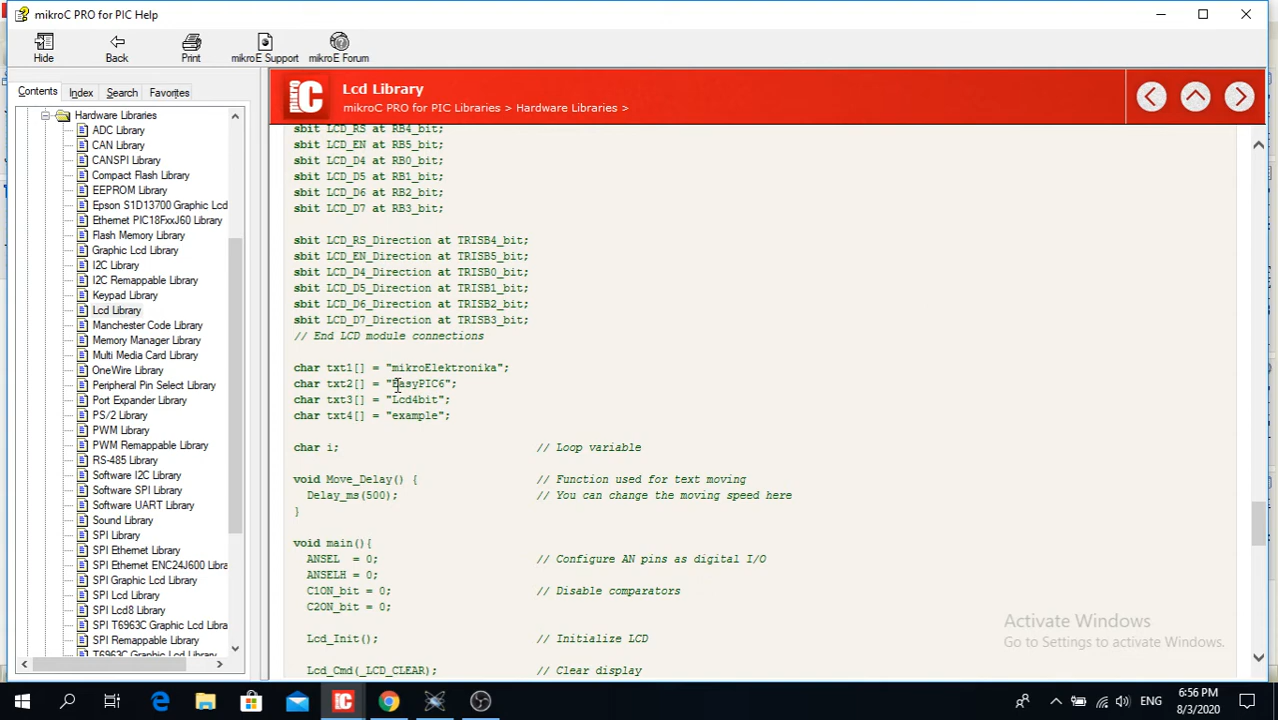 mikroC PRO for PIC Help
Hide
Back
Print
mikroE Support
mikroE Forum
Contents
Index
Search
Favorites
Hardware Libraries
ADC Library
CAN Library
CANSPI Library
Compact Flash Library
EEPROM Library
Epson S1D13700 Graphic Lcd
Ethernet PIC18FxxJ60 Library
Flash Memory Library
Graphic Lcd Library
I2C Library
I2C Remappable Library
Keypad Library
Lcd Library
Manchester Code Library
Memory Manager Library
Multi Media Card Library
OneWire Library
Peripheral Pin Select Library
Port Expander Library
PS/2 Library
PWM Library
PWM Remappable Library
RS-485 Library
Software I2C Library
Software SPI Library
Software UART Library
Sound Library
SPI Library
SPI Ethernet Library
SPI Ethernet ENC24J600 Libra
SPI Graphic Lcd Library
SPI Lcd Library
SPI Lcd8 Library
SPI T6963C Graphic Lcd Libra
SPI Remappable Library
T6963C Graphic Lcd Library
Lcd Library
mikroC PRO for PIC Libraries > Hardware Libraries >
sbit LCD_RS at RB4_bit;
sbit LCD_EN at RB5_bit;
sbit LCD_D4 at RB0_bit;
sbit LCD_D5 at RB1_bit;
sbit LCD_D6 at RB2_bit;
sbit LCD_D7 at RB3_bit;
sbit LCD_RS_Direction at TRISB4_bit;
sbit LCD_EN_Direction at TRISB5_bit;
sbit LCD_D4_Direction at TRISB0_bit;
sbit LCD_D5_Direction at TRISB1_bit;
sbit LCD_D6_Direction at TRISB2_bit;
sbit LCD_D7_Direction at TRISB3_bit;
// End LCD module connections
char txt1[] = "mikroElektronika";
char txt2[] = "EasyPIC6";
char txt3[] = "Lcd4bit";
char txt4[] = "example";
char i; // Loop variable
void Move_Delay() { // Function used for text moving
Delay_ms(500); // You can change the moving speed here
}
void main(){
ANSEL = 0; // Configure AN pins as digital I/O
ANSELH = 0;
C1ON_bit = 0; // Disable comparators
C2ON_bit = 0;
Lcd_Init(); // Initialize LCD
Lcd_Cmd(_LCD_CLEAR); // Clear display
Activate Windows
Go to Settings to activate Windows.
ENG
6:56 PM
8/3/2020